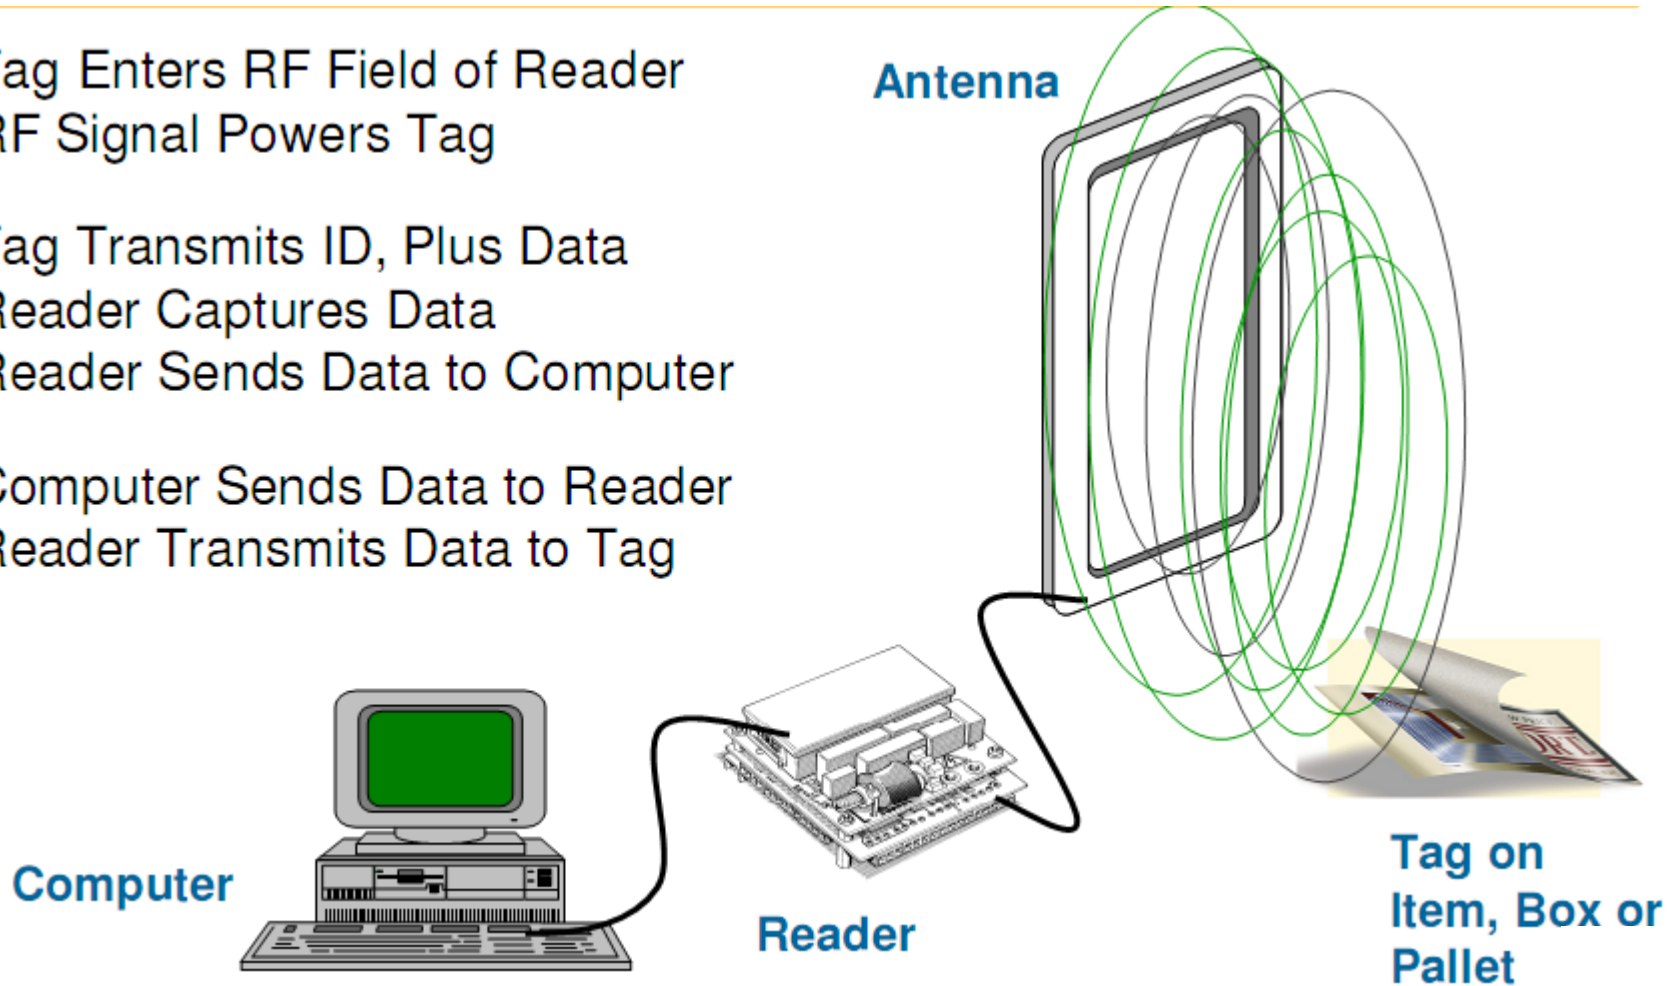 ag Enters RF Field of Reader
RF Signal Powers Tag
ag Transmits ID, Plus Data
Reader Captures Data
Reader Sends Data to Computer
Computer Sends Data to Reader
Reader Transmits Data to Tag
Antenna
Computer
Reader
Tag on
Item, Box or
Pallet